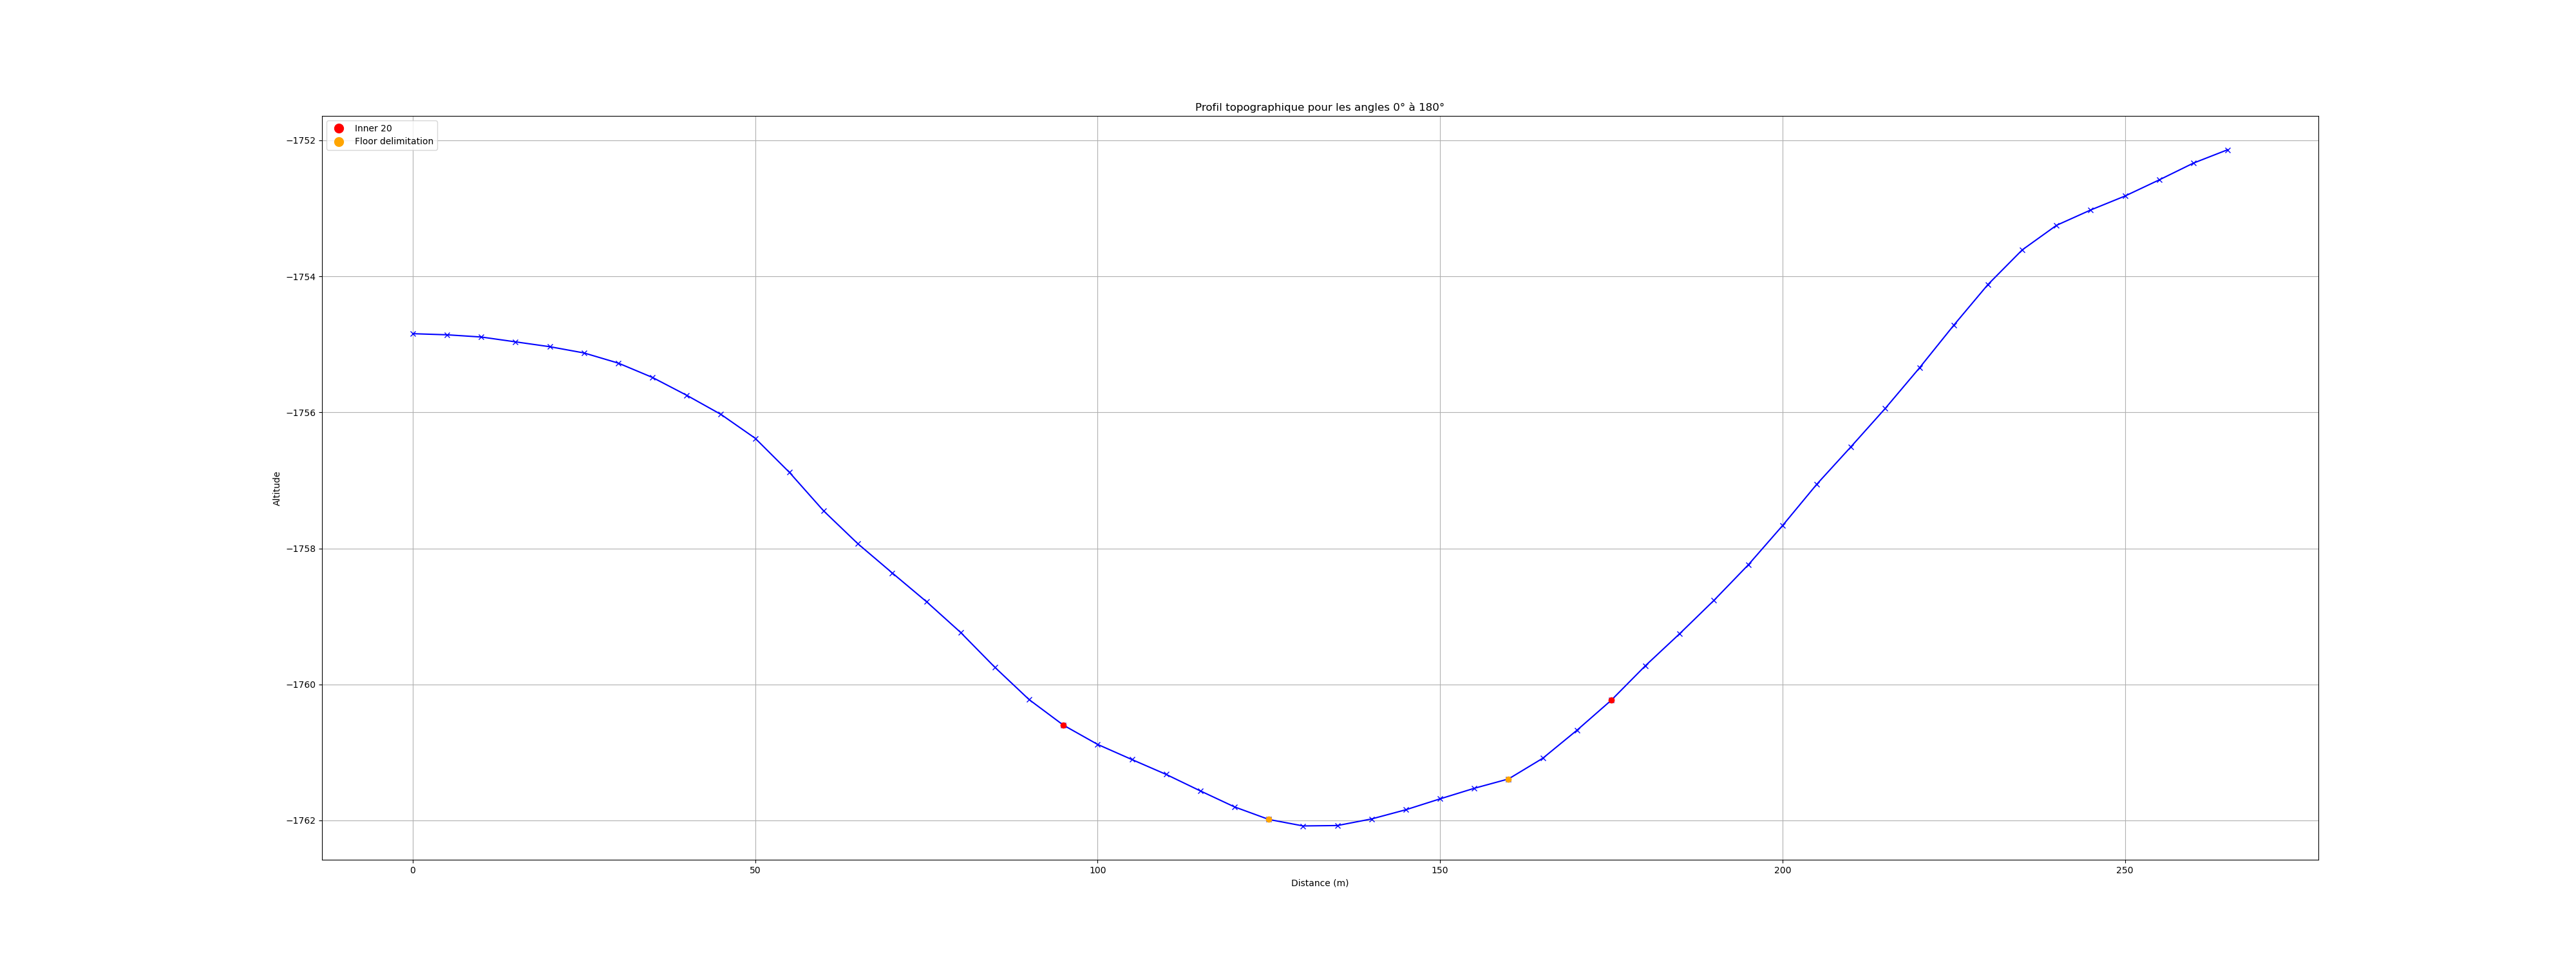 Profil topographique pour les angles 0° à 180°
Inner 20
Floor delimitation
−1752
−1754
−1756
−1758
−1760
−1762
Altitude
0
50
100
150
200
250
Distance (m)